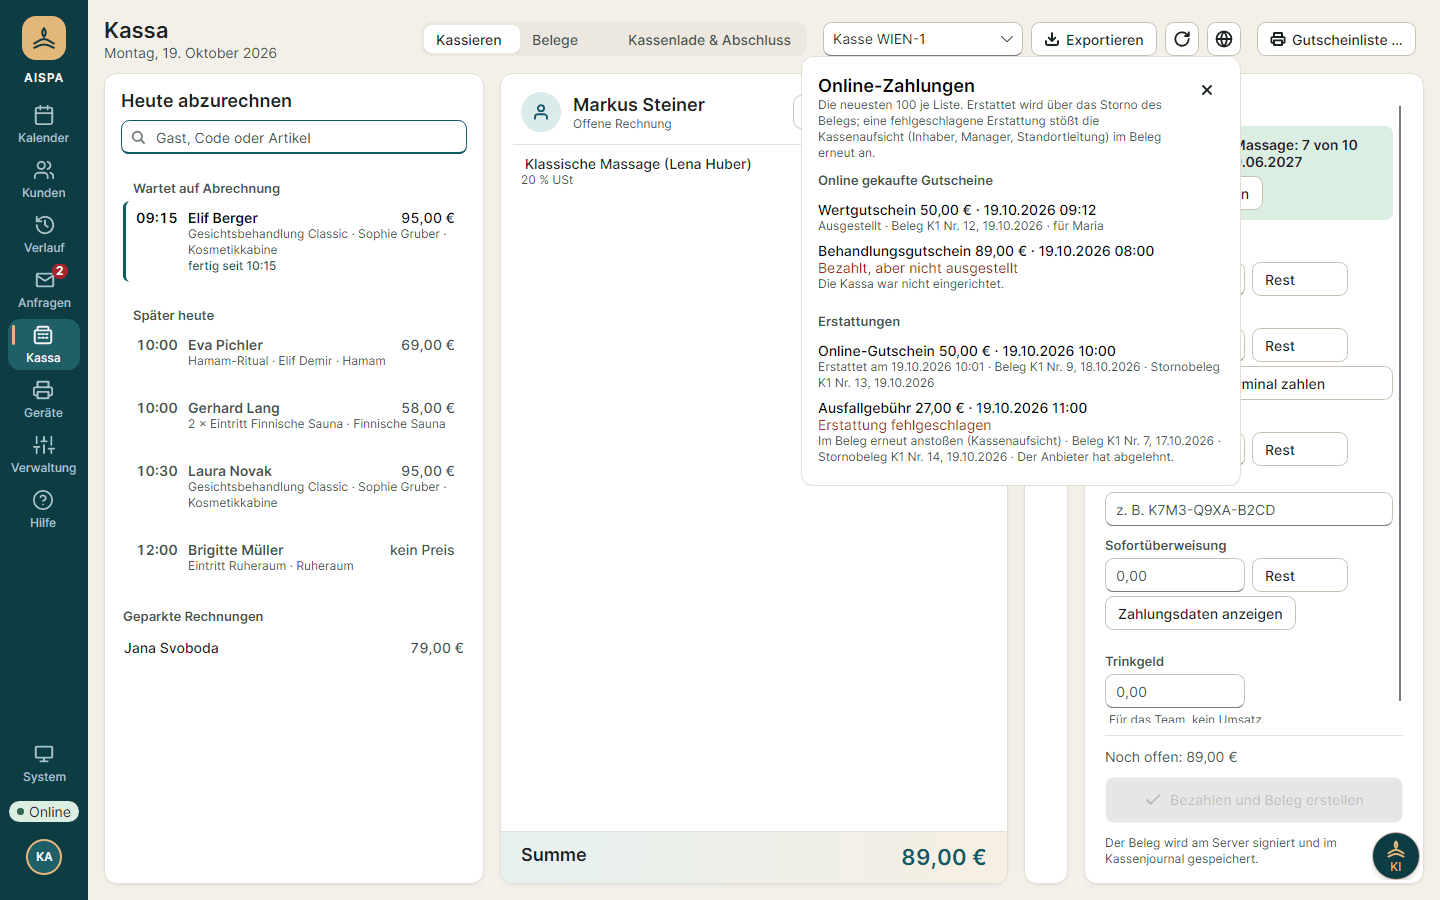 AISPA
Kalender
Kunden
Verlauf
2
Anfragen
Kassa
Geräte
Verwaltung
Hilfe
System
Online
KA
Kassa
Montag, 19. Oktober 2026
Kassieren
Belege
Kassenlade & Abschluss
Kasse WIEN-1
Exportieren
Gutscheinliste ...
Heute abzurechnen
Gast, Code oder Artikel
Wartet auf Abrechnung
09:15 Elif Berger 95,00 €
Gesichtsbehandlung Classic · Sophie Gruber ·
Kosmetikkabine
fertig seit 10:15
Später heute
10:00 Eva Pichler 69,00 €
Hamam-Ritual · Elif Demir · Hamam
10:00 Gerhard Lang 58,00 €
2 × Eintritt Finnische Sauna · Finnische Sauna
10:30 Laura Novak 95,00 €
Gesichtsbehandlung Classic · Sophie Gruber ·
Kosmetikkabine
12:00 Brigitte Müller kein Preis
Eintritt Ruheraum · Ruheraum
Geparkte Rechnungen
Jana Svoboda 79,00 €
Markus Steiner
Offene Rechnung
Klassische Massage (Lena Huber)
20 % USt
Summe 89,00 €
Online-Zahlungen
Die neuesten 100 je Liste. Erstattet wird über das Storno des
Belegs; eine fehlgeschlagene Erstattung stößt die
Kassenaufsicht (Inhaber, Manager, Standortleitung) im Beleg
erneut an.
Online gekaufte Gutscheine
Wertgutschein 50,00 € · 19.10.2026 09:12
Ausgestellt · Beleg K1 Nr. 12, 19.10.2026 · für Maria
Behandlungsgutschein 89,00 € · 19.10.2026 08:00
Bezahlt, aber nicht ausgestellt
Die Kassa war nicht eingerichtet.
Erstattungen
Online-Gutschein 50,00 € · 19.10.2026 10:00
Erstattet am 19.10.2026 10:01 · Beleg K1 Nr. 9, 18.10.2026 · Stornobeleg
K1 Nr. 13, 19.10.2026
Ausfallgebühr 27,00 € · 19.10.2026 11:00
Erstattung fehlgeschlagen
Im Beleg erneut anstoßen (Kassenaufsicht) · Beleg K1 Nr. 7, 17.10.2026 ·
Stornobeleg K1 Nr. 14, 19.10.2026 · Der Anbieter hat abgelehnt.
Massage: 7 von 10
.06.2027
n
Rest
Rest
minal zahlen
Rest
z. B. K7M3-Q9XA-B2CD
Sofortüberweisung
0,00 Rest
Zahlungsdaten anzeigen
Trinkgeld
0,00
Für das Team, kein Umsatz.
Noch offen: 89,00 €
Bezahlen und Beleg erstellen
Der Beleg wird am Server signiert und im
Kassenjournal gespeichert.
KI